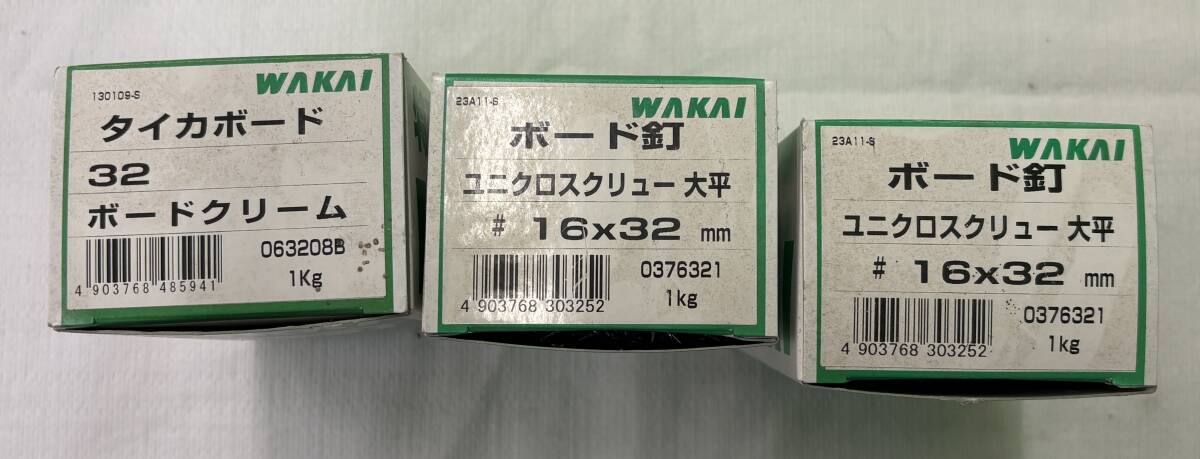 WAKAI
130109-S
タイカボード
32
ボードクリーム
063208B
1Kg
4 903768 485941
23A11-S
WAKAI
ボード釘
ユニクロスクリュー 大平
# 16x32 mm
0376321
1kg
4 903768 303252
23A11-S
WAKAI
ボード釘
ユニクロスクリュー 大平
# 16x32 mm
0376321
1kg
4 903768 303252